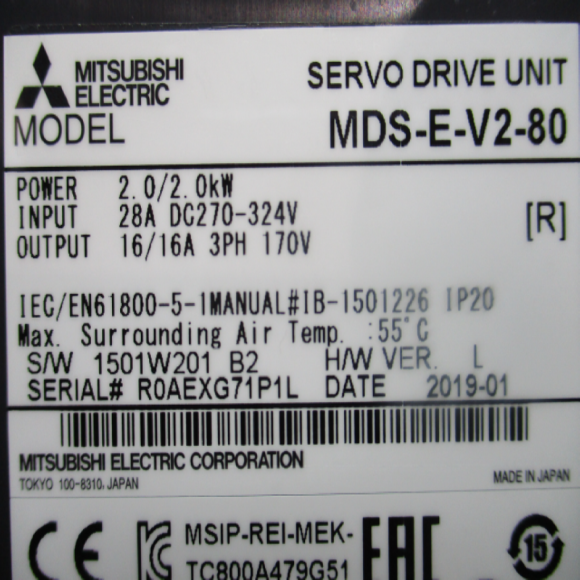 MITSUBISHI
ELECTRIC
SERVO DRIVE UNIT
MODEL MDS-E-V2-80
POWER 2.0/2.0kW
INPUT 28A DC270-324V
[R]
OUTPUT 16/16A 3PH 170V
IEC/EN61800-5-1MANUAL#IB-1501226 IP20
Max. Surrounding Air Temp. :55°C
S/W 1501W201 B2 H/W VER. L
SERIAL# R0AEXG71P1L DATE 2019-01
MITSUBISHI ELECTRIC CORPORATION
TOKYO 100-8310, JAPAN MADE IN JAPAN
CE MSIP-REI-MEK-
TC800A479G51
EAC 15